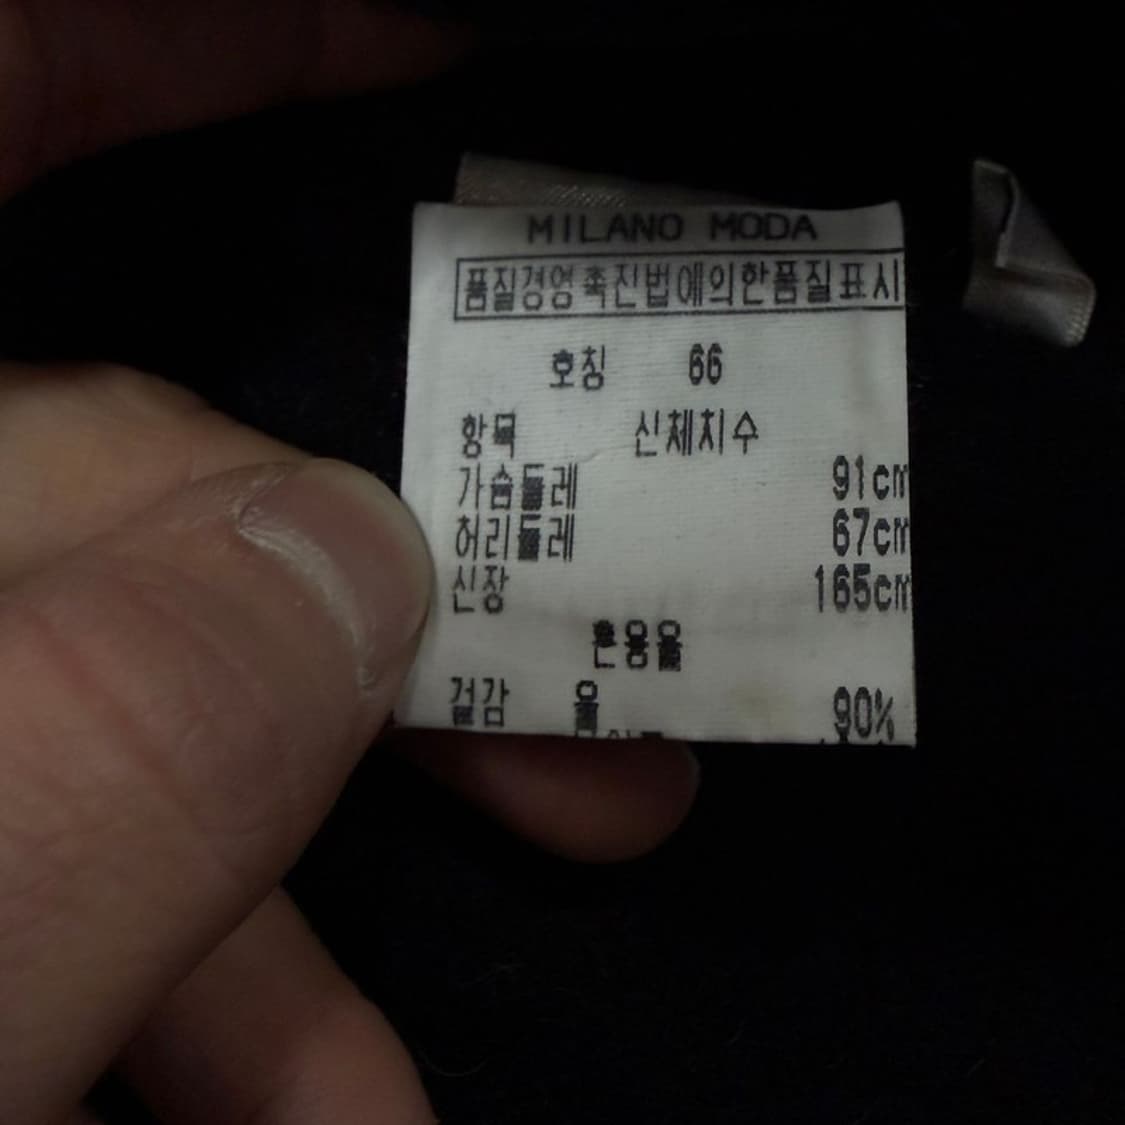 MILANO MODA
품질경영촉진법에의한품질표시
호칭 66
항목 신체치수
가슴둘레 91cm
허리둘레 67cm
신장 165cm
혼용율
겉감 울 90%